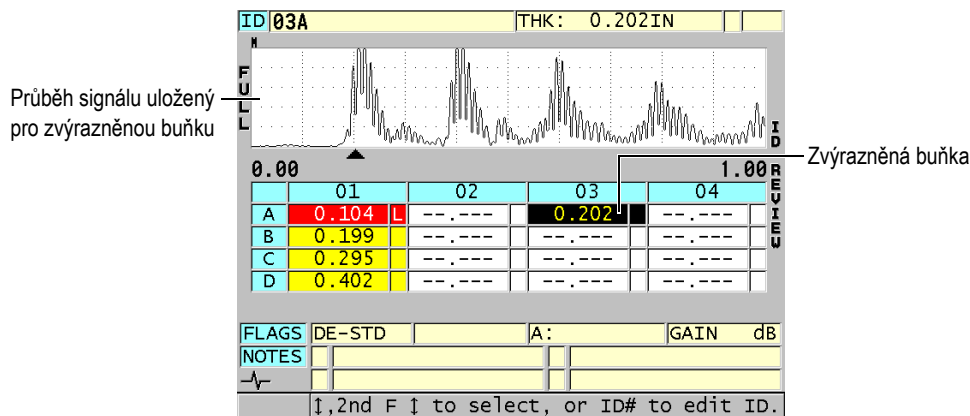 ID 03A THK: 0.202IN
M
FULL
Průběh signálu uložený
pro zvýrazněnou buňku
ID REVIEW
Zvýrazněná buňka
0.00 1.00
01 02 03 04
A 0.104 L --.--- 0.202 --.---
B 0.199 --.--- --.--- --.---
C 0.295 --.--- --.--- --.---
D 0.402 --.--- --.--- --.---
FLAGS DE-STD A: GAIN dB
NOTES
↕,2nd F ↕ to select, or ID# to edit ID.